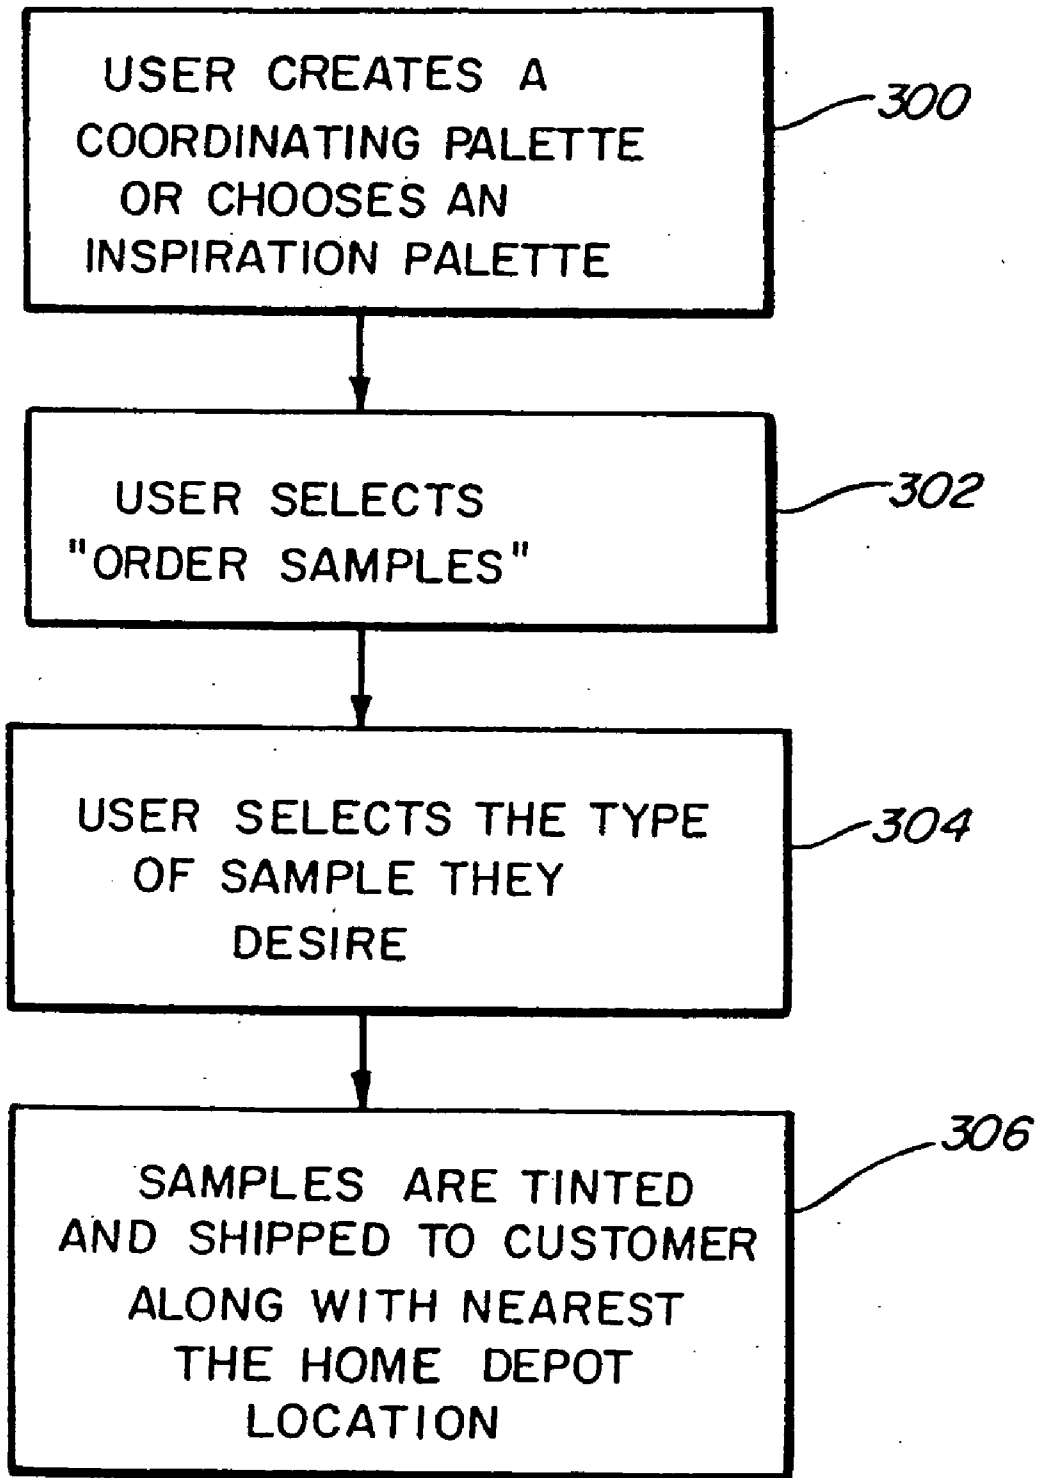 USER CREATES A
COORDINATING PALETTE
OR CHOOSES AN
INSPIRATION PALETTE
300
USER SELECTS
"ORDER SAMPLES"
302
USER SELECTS THE TYPE
OF SAMPLE THEY
DESIRE
304
SAMPLES ARE TINTED
AND SHIPPED TO CUSTOMER
ALONG WITH NEAREST
THE HOME DEPOT
LOCATION
306